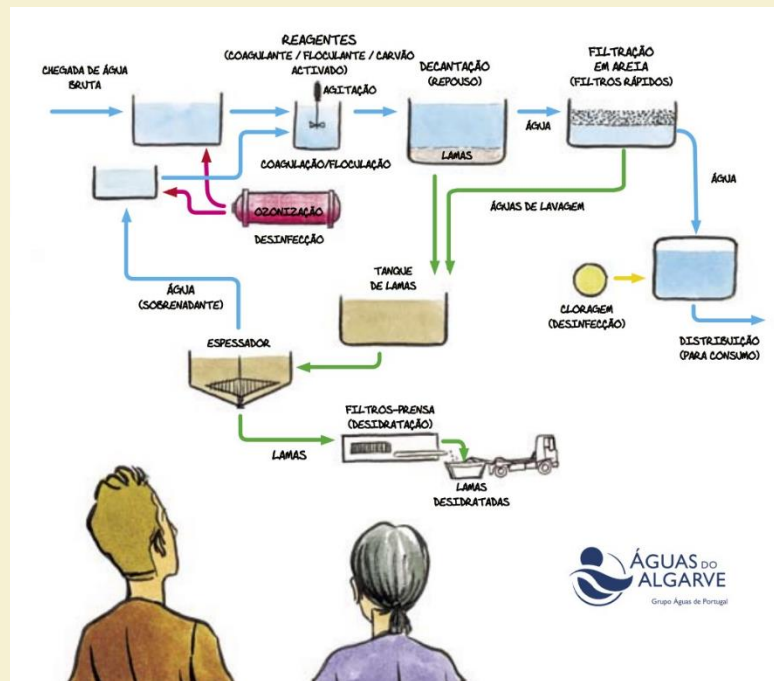 REAGENTES
(COAGULANTE / FLOCULANTE / CARVÃO
ACTIVADO)
CHEGADA DE ÁGUA
BRUTA
AGITAÇÃO
COAGULAÇÃO/FLOCULAÇÃO
DECANTAÇÃO
(REPOUSO)
LAMAS
ÁGUA
FILTRAÇÃO
EM AREIA
(FILTROS RÁPIDOS)
ÁGUA
ÁGUAS DE LAVAGEM
OZONIZAÇÃO
DESINFECÇÃO
ÁGUA
(SOBRENADANTE)
TANQUE
DE LAMAS
CLORAGEM
(DESINFECÇÃO)
DISTRIBUIÇÃO
(PARA CONSUMO)
ESPESSADOR
LAMAS
FILTROS-PRENSA
(DESIDRATAÇÃO)
LAMAS
DESIDRATADAS
ÁGUAS DO
ALGARVE
Grupo Águas de Portugal